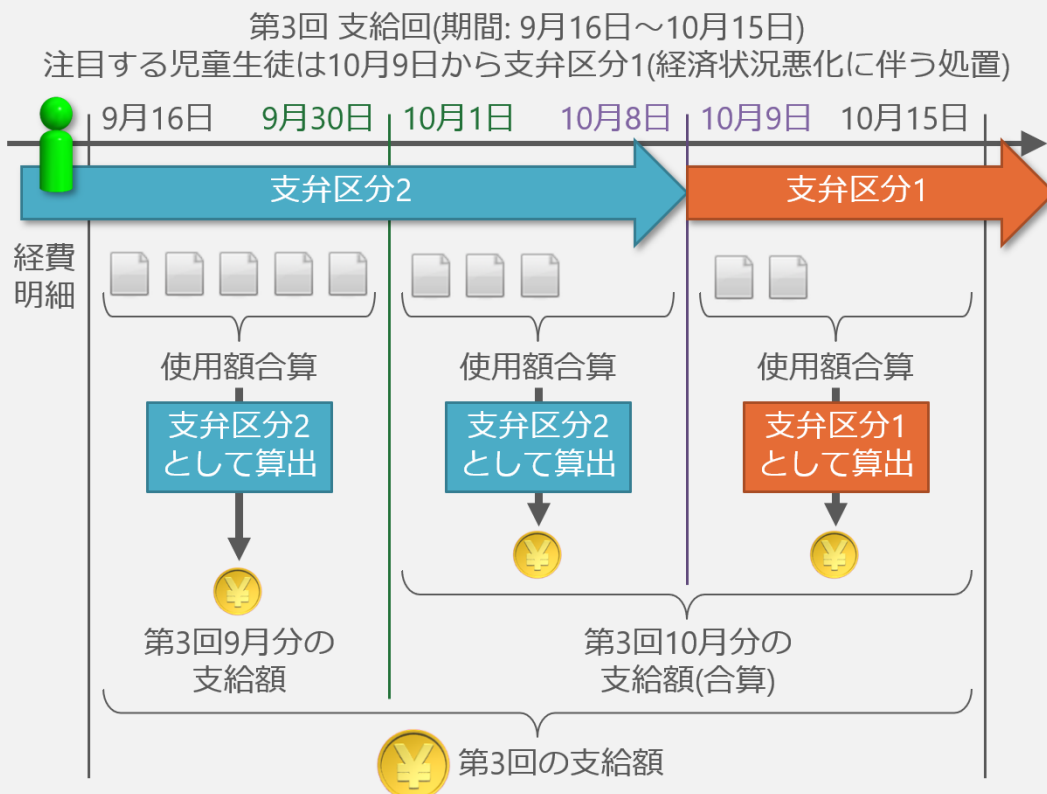 第3回 支給回(期間: 9月16日～10月15日)
注目する児童生徒は10月9日から支弁区分1(経済状況悪化に伴う処置)
9月16日 9月30日 10月1日 10月8日 10月9日 10月15日
支弁区分2 支弁区分1
経費
明細
使用額合算 使用額合算 使用額合算
支弁区分2
として算出
支弁区分2
として算出
支弁区分1
として算出
¥ ¥
¥
第3回9月分の
支給額
第3回10月分の
支給額(合算)
¥ 第3回の支給額